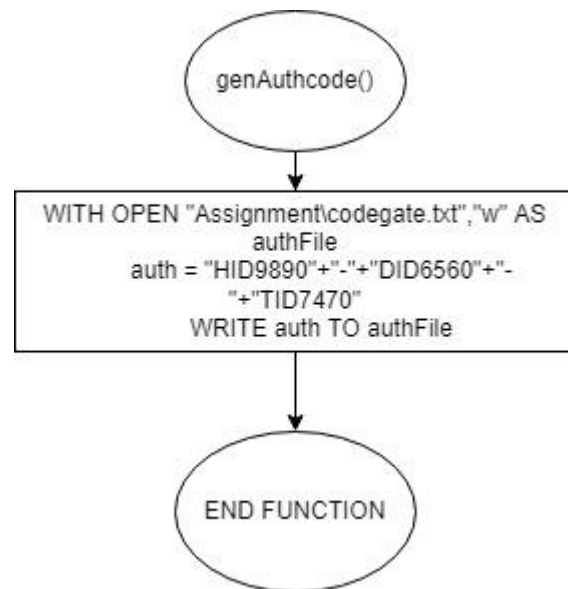 genAuthcode()
WITH OPEN "Assignment\codegate.txt","w" AS
authFile
auth = "HID9890"+"-"+"DID6560"+"-
"+"TID7470"
WRITE auth TO authFile
END FUNCTION